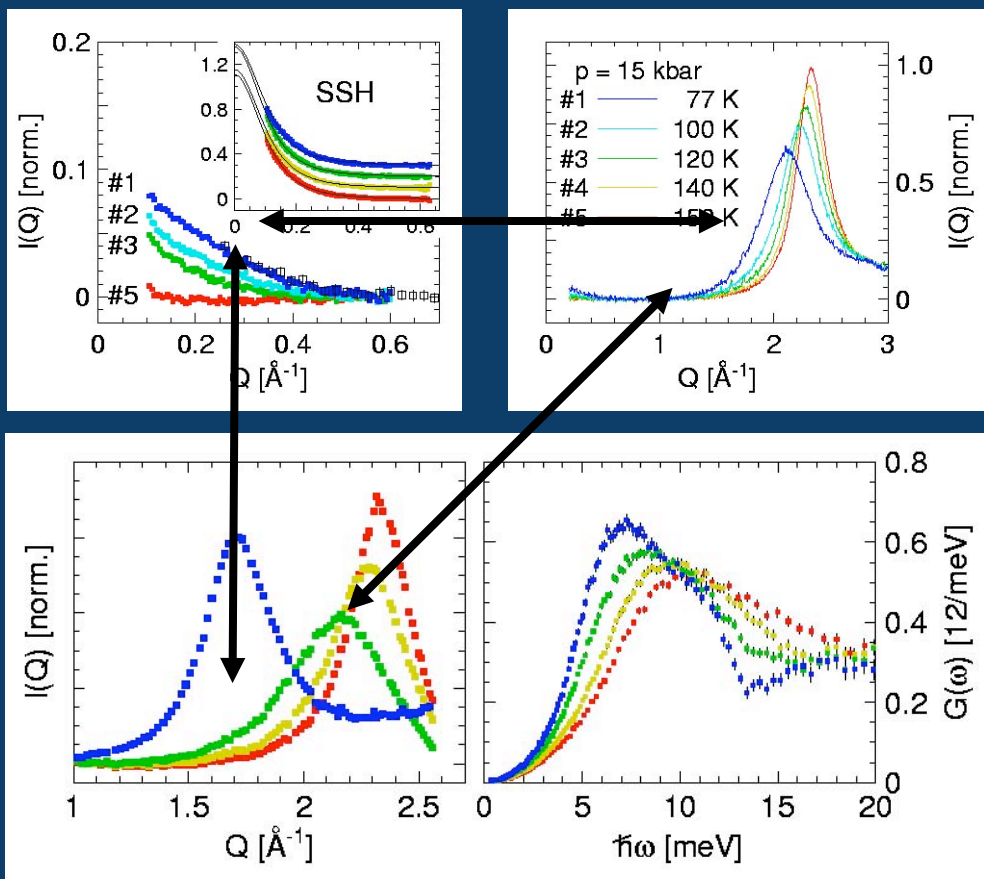 I(Q) [norm.]
0.2
0.1
0
#1
#2
#3
#5
0 0.2 0.4 0.6
Q [Å⁻¹]
SSH
1.2
0.8
0.4
0
0 0.2 0.4 0.6
p = 15 kbar
#1 77 K
#2 100 K
#3 120 K
#4 140 K
#5 K
1.0
0.5
0
I(Q) [norm.]
0 1 2 3
Q [Å⁻¹]
I(Q) [norm.]
1 1.5 2 2.5
Q [Å⁻¹]
0.8
0.6
0.4
0.2
0
G(ω) [12/meV]
0 5 10 15 20
ħω [meV]